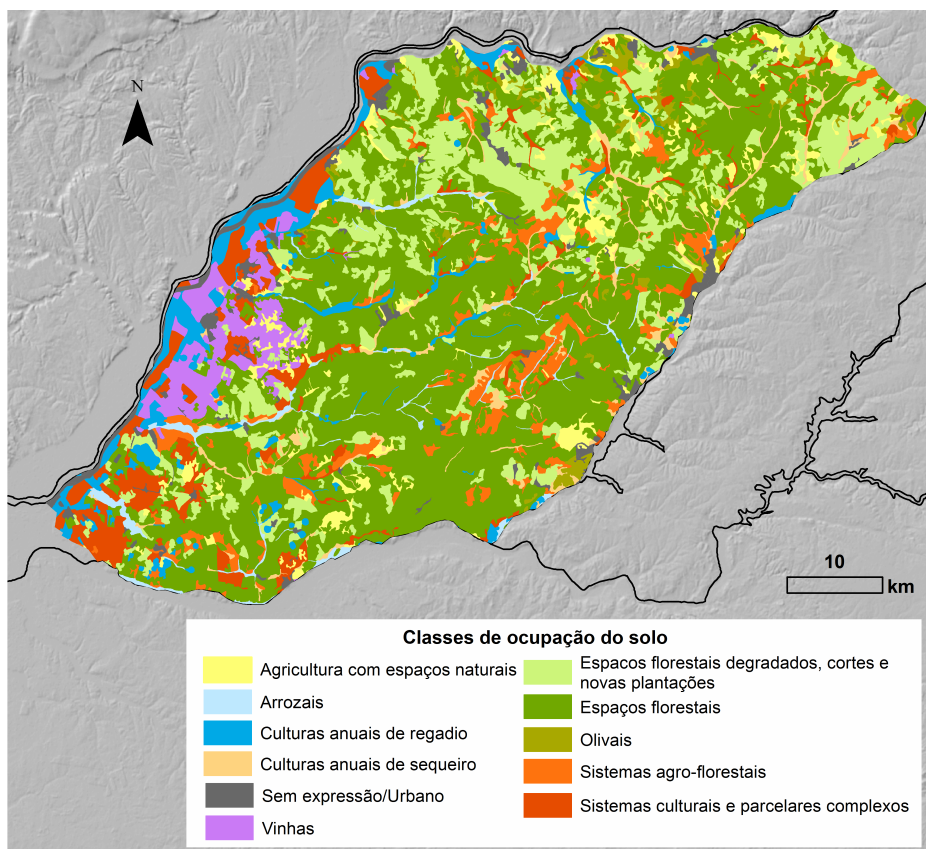 N
10
km
Classes de ocupação do solo
Agricultura com espaços naturais
Arrozais
Culturas anuais de regadio
Culturas anuais de sequeiro
Sem expressão/Urbano
Vinhas
Espacos florestais degradados, cortes e
novas plantações
Espaços florestais
Olivais
Sistemas agro-florestais
Sistemas culturais e parcelares complexos